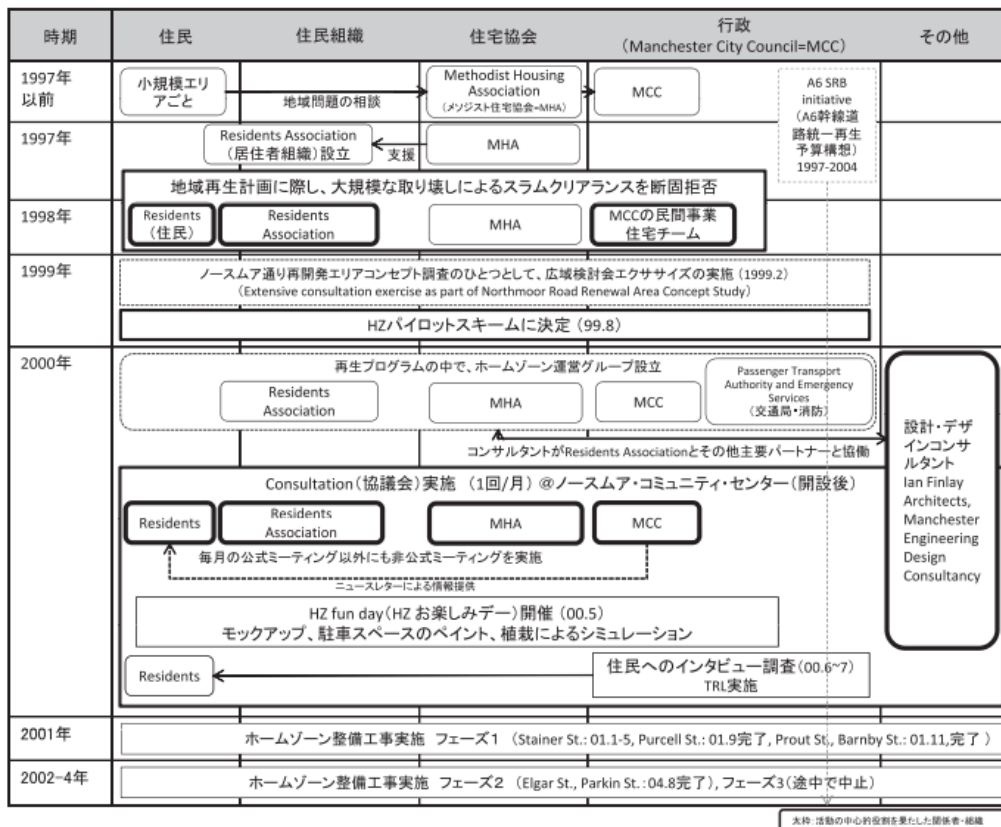 時期
住民
住民組織
住宅協会
行政
(Manchester City Council=MCC)
その他
1997年
以前
小規模エリ
アごと
地域問題の相談
Methodist Housing
Association
(メソジスト住宅協会=MHA)
MCC
A6 SRB
initiative
(A6幹線道
路統一再生
予算構想)
1997-2004
1997年
Residents Association
(居住者組織)設立
支援
MHA
地域再生計画に際し、大規模な取り壊しによるスラムクリアランスを断固拒否
1998年
Residents
(住民)
Residents
Association
MHA
MCCの民間事業
住宅チーム
1999年
ノースムア通り再開発エリアコンセプト調査のひとつとして、広域検討会エクササイズの実施 (1999.2)
(Extensive consultation exercise as part of Northmoor Road Renewal Area Concept Study)
HZパイロットスキームに決定 (99.8)
2000年
再生プログラムの中で、ホームゾーン運営グループ設立
Residents
Association
MHA
MCC
Passenger Transport
Authority and Emergency
Services
(交通局・消防)
コンサルタントがResidents Associationとその他主要パートナーと協働
設計・デザ
インコンサ
ルタント
Ian Finlay
Architects,
Manchester
Engineering
Design
Consultancy
Consultation(協議会)実施 (1回/月) @ノースムア・コミュニティ・センター(開設後)
Residents
Residents
Association
MHA
MCC
毎月の公式ミーティング以外にも非公式ミーティングを実施
ニュースレターによる情報提供
HZ fun day(HZ お楽しみデー)開催 (00.5)
モックアップ、駐車スペースのペイント、植栽によるシミュレーション
Residents
住民へのインタビュー調査(00.6~7)
TRL実施
2001年
ホームゾーン整備工事実施 フェーズ1 (Stainer St.: 01.1-5, Purcell St.: 01.9完了, Prout St., Barnby St.: 01.11,完了 )
2002-4年
ホームゾーン整備工事実施 フェーズ2 (Elgar St., Parkin St.: 04.8完了), フェーズ3(途中で中止)
太枠: 活動の中心的役割を果たした関係者・組織